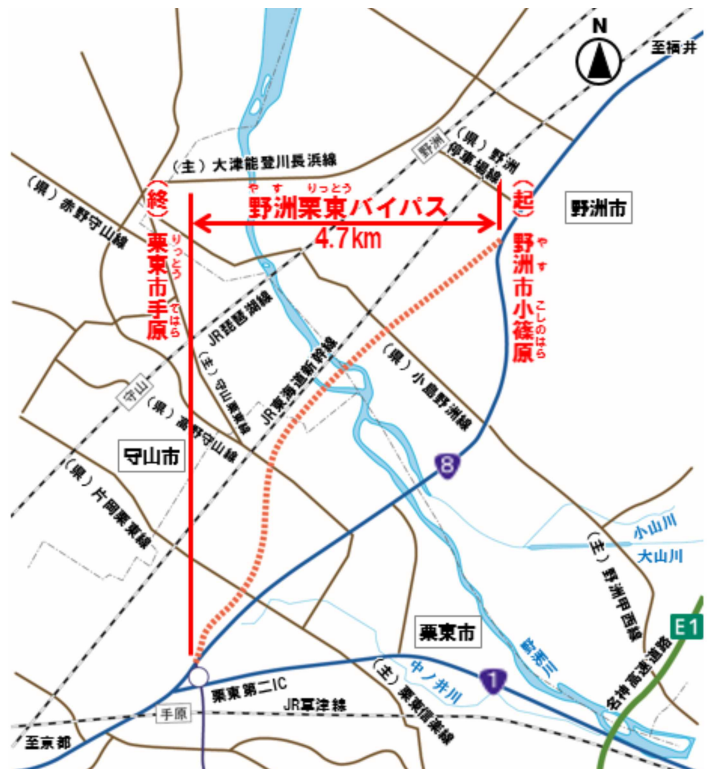 N
至福井
(県)野洲
停車場線
野洲
(主)大津能登川長浜線
(県)赤野守山線
(終)栗東市手原
りっとう
てはら
やす りっとう
野洲栗東バイパス
4.7km
(起)野洲市小篠原
やす
こしのはら
野洲市
JR琵琶湖線
(主)守山栗東線
JR東海道新幹線
(県)小島野洲線
守山
(県)高野守山線
守山市
(県)片岡栗東線
8
小山川
大山川
(主)野洲甲西線
E1
名神高速道路
栗東市
中ノ井川
1
(主)栗東信楽線
栗東第二IC
JR草津線
手原
至京都